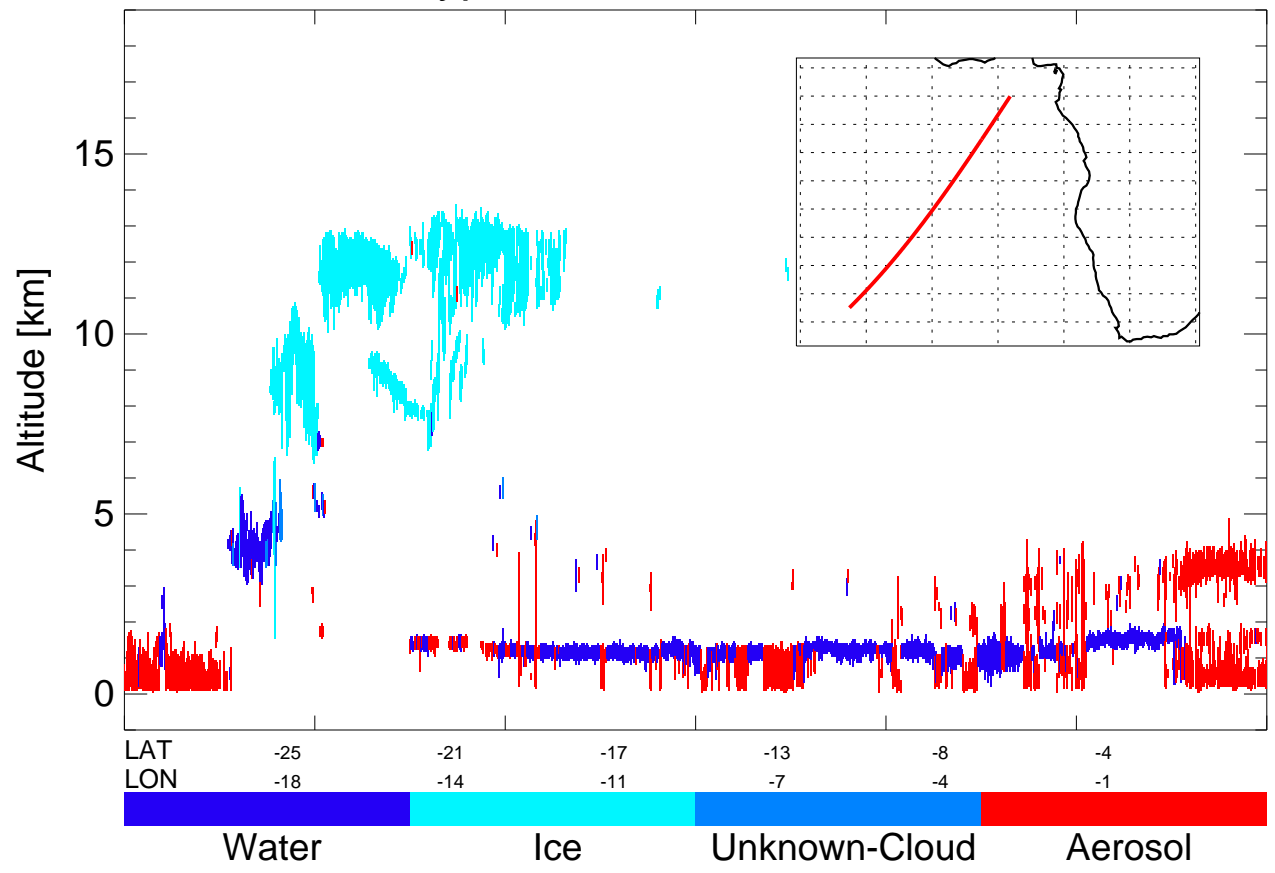 15
10
5
0
Altitude [km]
LAT -25 -21 -17 -13 -8 -4
LON -18 -14 -11 -7 -4 -1
Water Ice Unknown-Cloud Aerosol